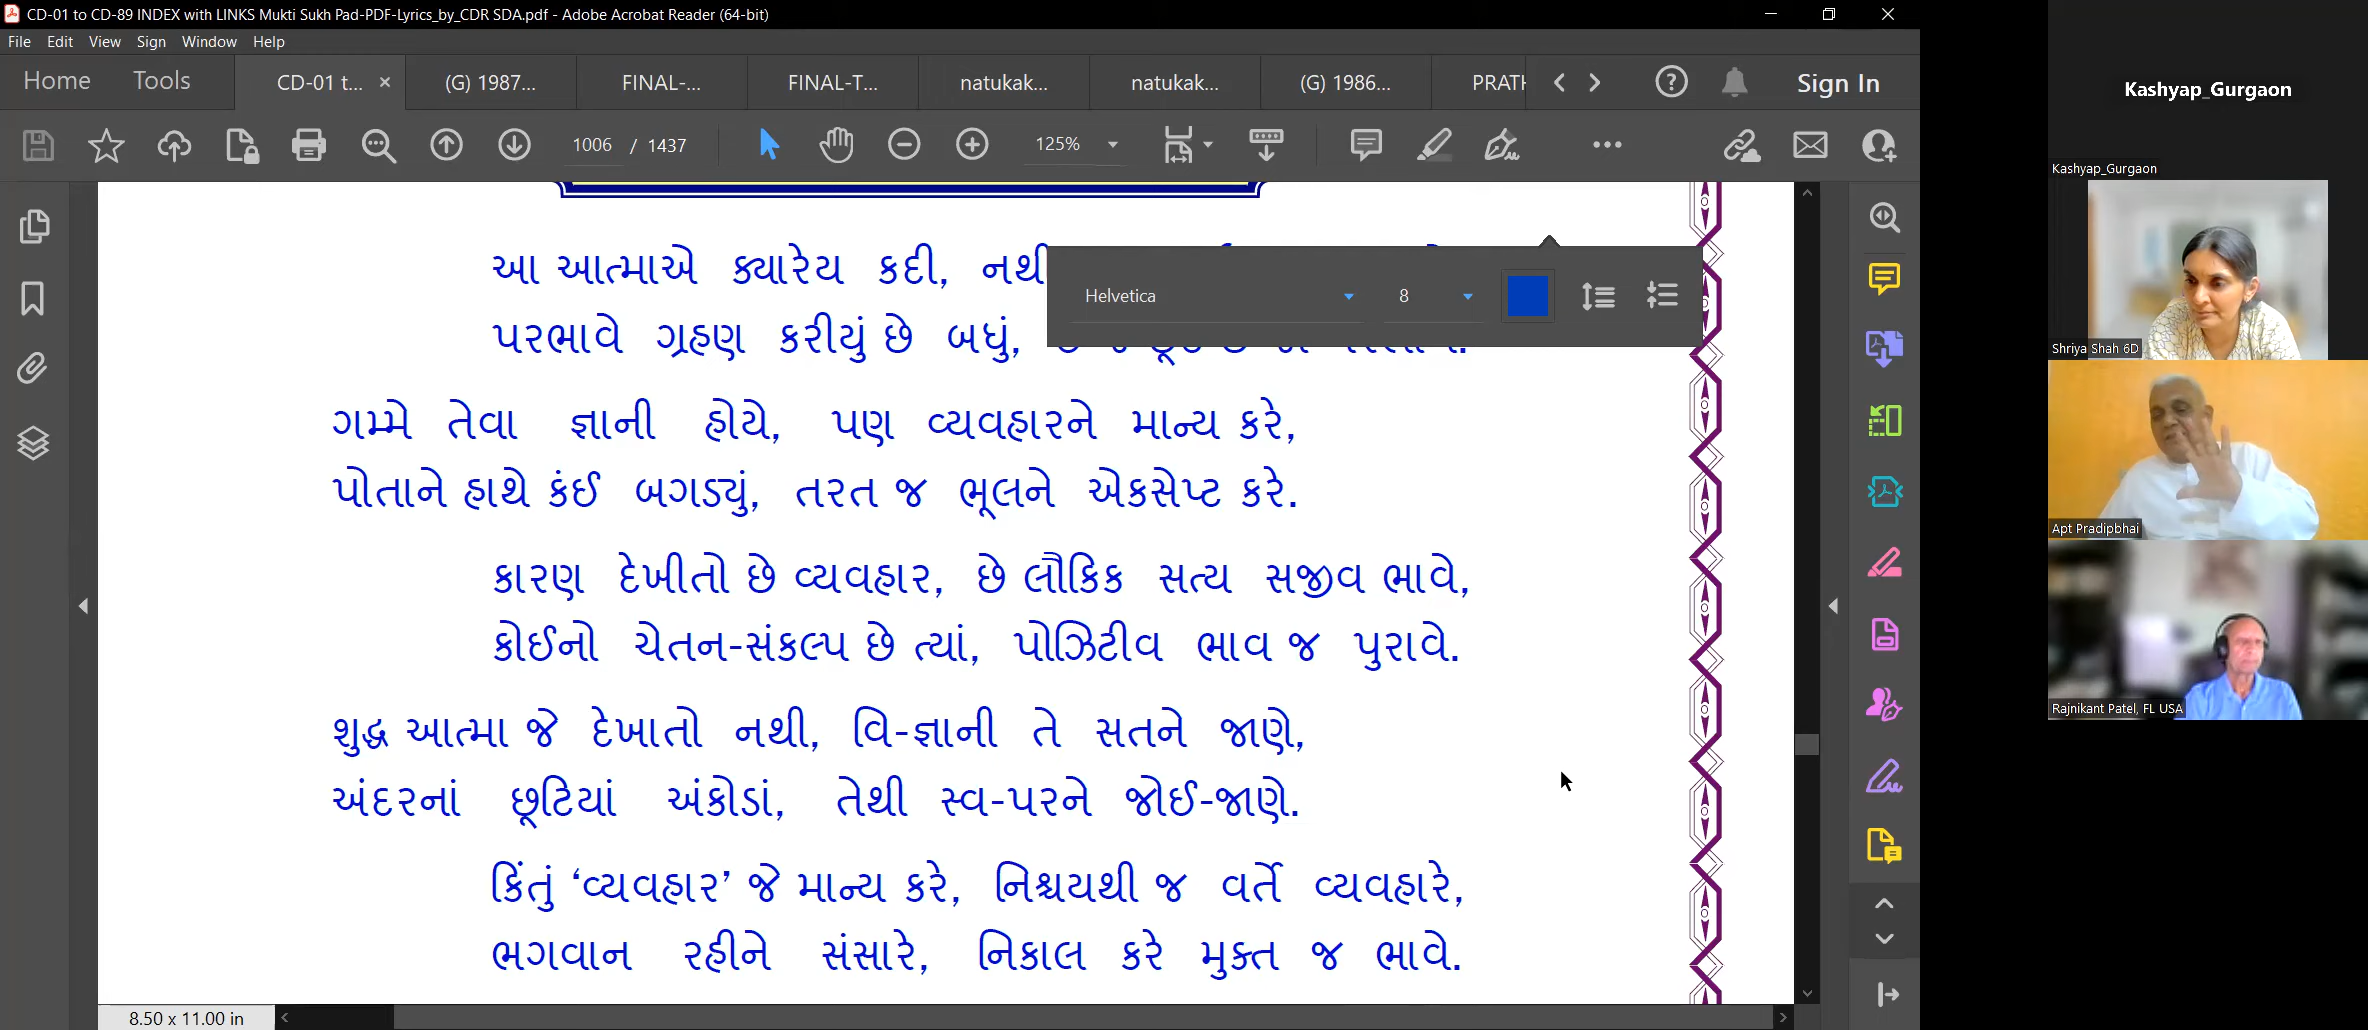 CD-01 to CD-89 INDEX with LINKS Mukti Sukh Pad-PDF-Lyrics_by_CDR SDA.pdf - Adobe Acrobat Reader (64-bit)
File Edit View Sign Window Help
Home Tools CD-01 t... × (G) 1987... FINAL-... FINAL-T... natukak... natukak... (G) 1986... PRATH Sign In
1006 / 1437 125%
Helvetica 8
આ આત્માએ ક્યારેય કદી, નથી
પરભાવે ગ્રહણ કરીયું છે બધું,
ગમ્મે તેવા જ્ઞાની હોયે, પણ વ્યવહારને માન્ય કરે,
પોતાને હાથે કંઈ બગડ્યું, તરત જ ભૂલને એકસેપ્ટ કરે.
કારણ દેખીતો છે વ્યવહાર, છે લૌકિક સત્ય સજીવ ભાવે,
કોઈનો ચેતન-સંકલ્પ છે ત્યાં, પોઝિટીવ ભાવ જ પુરાવે.
શુદ્ધ આત્મા જે દેખાતો નથી, વિ-જ્ઞાની તે સતને જાણે,
અંદરનાં છૂટિયાં અંકોડાં, તેથી સ્વ-પરને જોઈ-જાણે.
કિંતું ‘વ્યવહાર’ જે માન્ય કરે, નિશ્ચયથી જ વર્તે વ્યવહારે,
ભગવાન રહીને સંસારે, નિકાલ કરે મુક્ત જ ભાવે.
8.50 x 11.00 in
Kashyap_Gurgaon
Kashyap_Gurgaon
Shriya Shah 6D
Apt Pradipbhai
Rajnikant Patel, FL USA